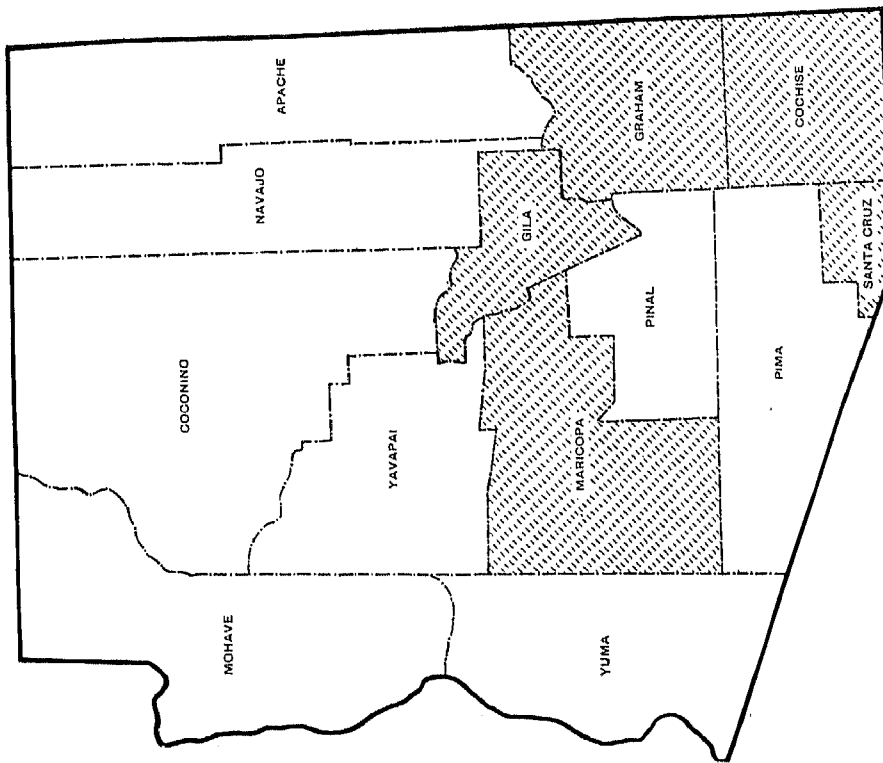 APACHE
NAVAJO
COCONINO
MOHAVE
YAVAPAI
GILA
GRAHAM
MARICOPA
PINAL
YUMA
PIMA
COCHISE
SANTA CRUZ